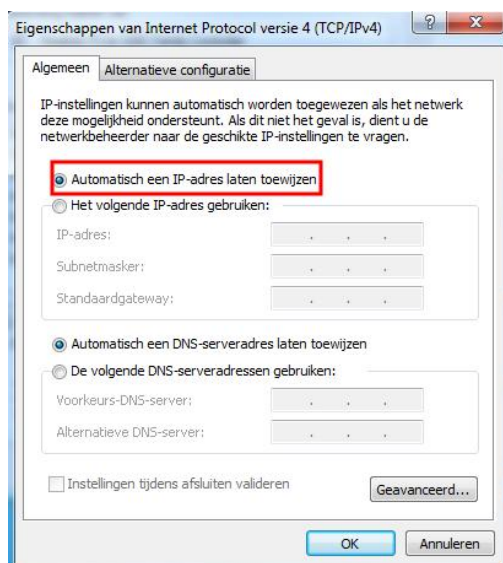 Eigenschappen van Internet Protocol versie 4 (TCP/IPv4)
Algemeen
Alternatieve configuratie
IP-instellingen kunnen automatisch worden toegewezen als het netwerk
deze mogelijkheid ondersteunt. Als dit niet het geval is, dient u de
netwerkbeheerder naar de geschikte IP-instellingen te vragen.
Automatisch een IP-adres laten toewijzen
Het volgende IP-adres gebruiken:
IP-adres:
Subnetmasker:
Standaardgateway:
Automatisch een DNS-serveradres laten toewijzen
De volgende DNS-serveradressen gebruiken:
Voorkeurs-DNS-server:
Alternatieve DNS-server:
Instellingen tijdens afsluiten valideren
Geavanceerd...
OK
Annuleren